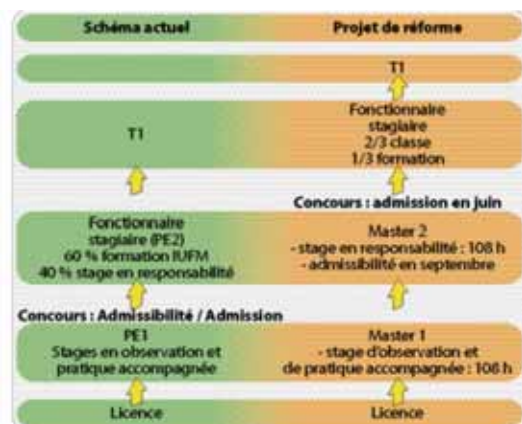 Schéma actuel
Projet de réforme
T1
T1
Fonctionnaire
stagiaire
2/3 classe
1/3 formation
Concours : admission en juin
Fonctionnaire
stagiaire (PE2)
60 % formation IUFM
40 % stage en responsabilité
Master 2
- stage en responsabilité : 108 h
- admissibilité en septembre
Concours : Admissibilité / Admission
PE1
Stages en observation et
pratique accompagnée
Master 1
- stage d'observation et
de pratique accompagnée : 108 h
Licence
Licence